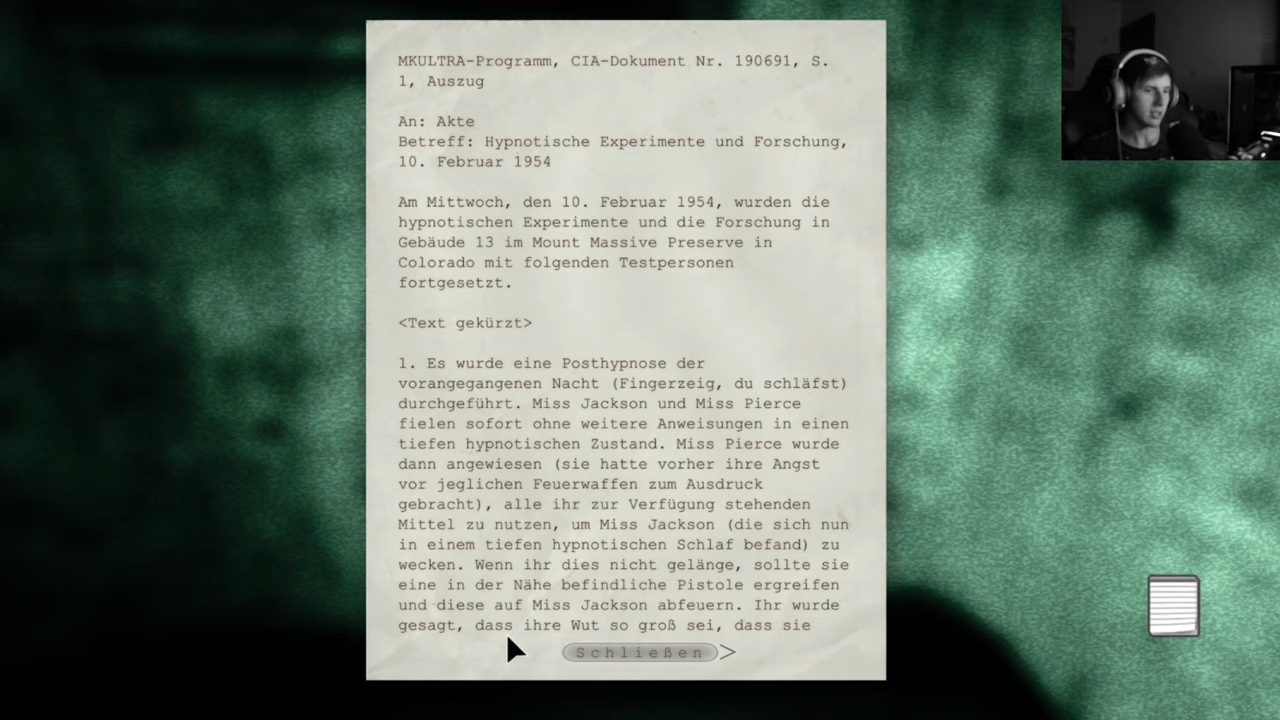 MKULTRA-Programm, CIA-Dokument Nr. 190691, S.
1, Auszug
An: Akte
Betreff: Hypnotische Experimente und Forschung,
10. Februar 1954
Am Mittwoch, den 10. Februar 1954, wurden die
hypnotischen Experimente und die Forschung in
Gebäude 13 im Mount Massive Preserve in
Colorado mit folgenden Testpersonen
fortgesetzt.
<Text gekürzt>
1. Es wurde eine Posthypnose der
vorangegangenen Nacht (Fingerzeig, du schläfst)
durchgeführt. Miss Jackson und Miss Pierce
fielen sofort ohne weitere Anweisungen in einen
tiefen hypnotischen Zustand. Miss Pierce wurde
dann angewiesen (sie hatte vorher ihre Angst
vor jeglichen Feuerwaffen zum Ausdruck
gebracht), alle ihr zur Verfügung stehenden
Mittel zu nutzen, um Miss Jackson (die sich nun
in einem tiefen hypnotischen Schlaf befand) zu
wecken. Wenn ihr dies nicht gelänge, sollte sie
eine in der Nähe befindliche Pistole ergreifen
und diese auf Miss Jackson abfeuern. Ihr wurde
gesagt, dass ihre Wut so groß sei, dass sie
Schließen >